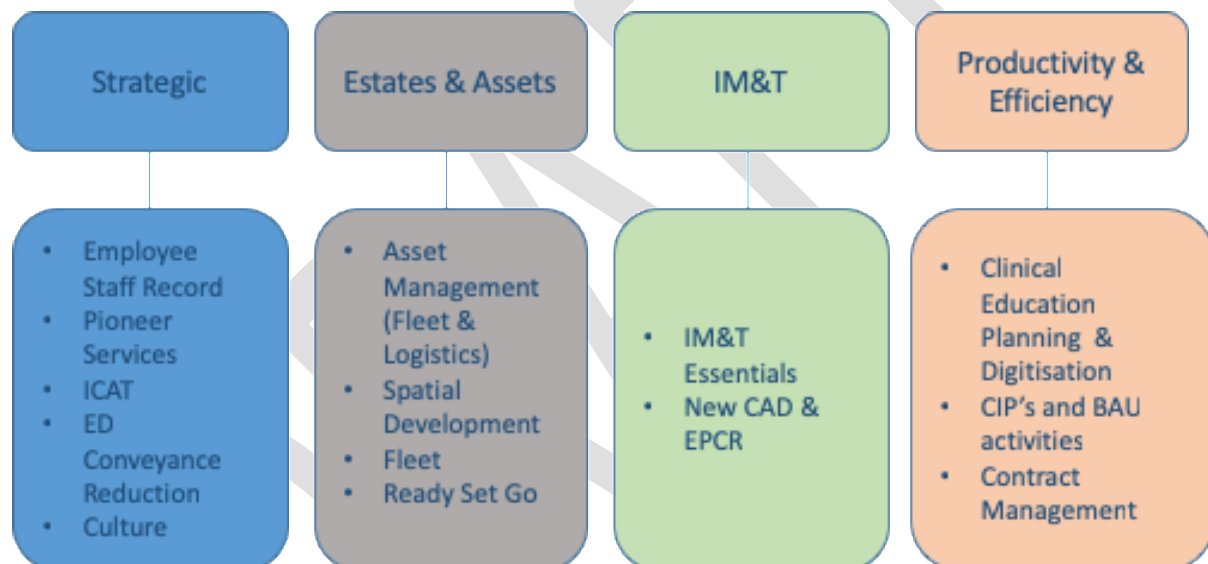 Strategic
• Employee
Staff Record
• Pioneer
Services
• ICAT
• ED
Conveyance
Reduction
• Culture
Estates & Assets
• Asset
Management
(Fleet &
Logistics)
• Spatial
Development
• Fleet
• Ready Set Go
IM&T
• IM&T
Essentials
• New CAD &
EPCR
Productivity &
Efficiency
• Clinical
Education
Planning &
Digitisation
• CIP's and BAU
activities
• Contract
Management